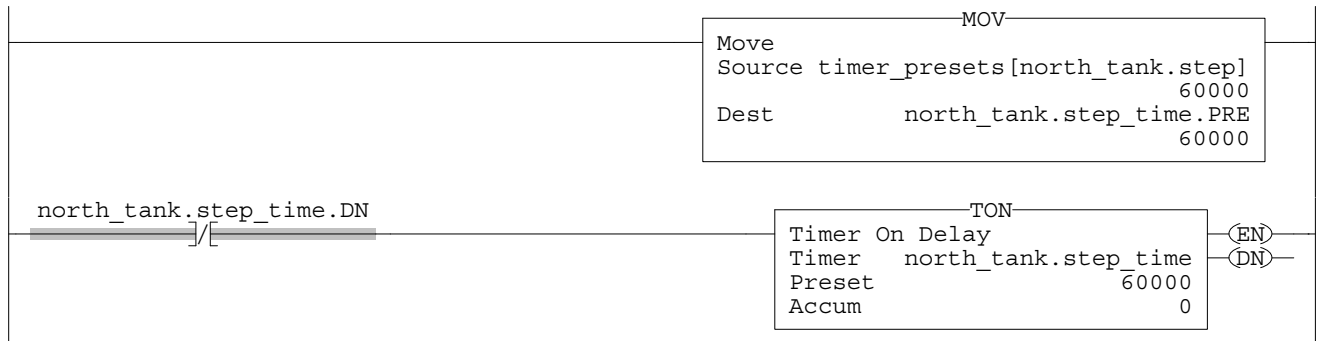 MOV
Move
Source timer_presets[north_tank.step]
60000
Dest north_tank.step_time.PRE
60000
north_tank.step_time.DN
TON
Timer On Delay
EN
Timer north_tank.step_time
DN
Preset 60000
Accum 0